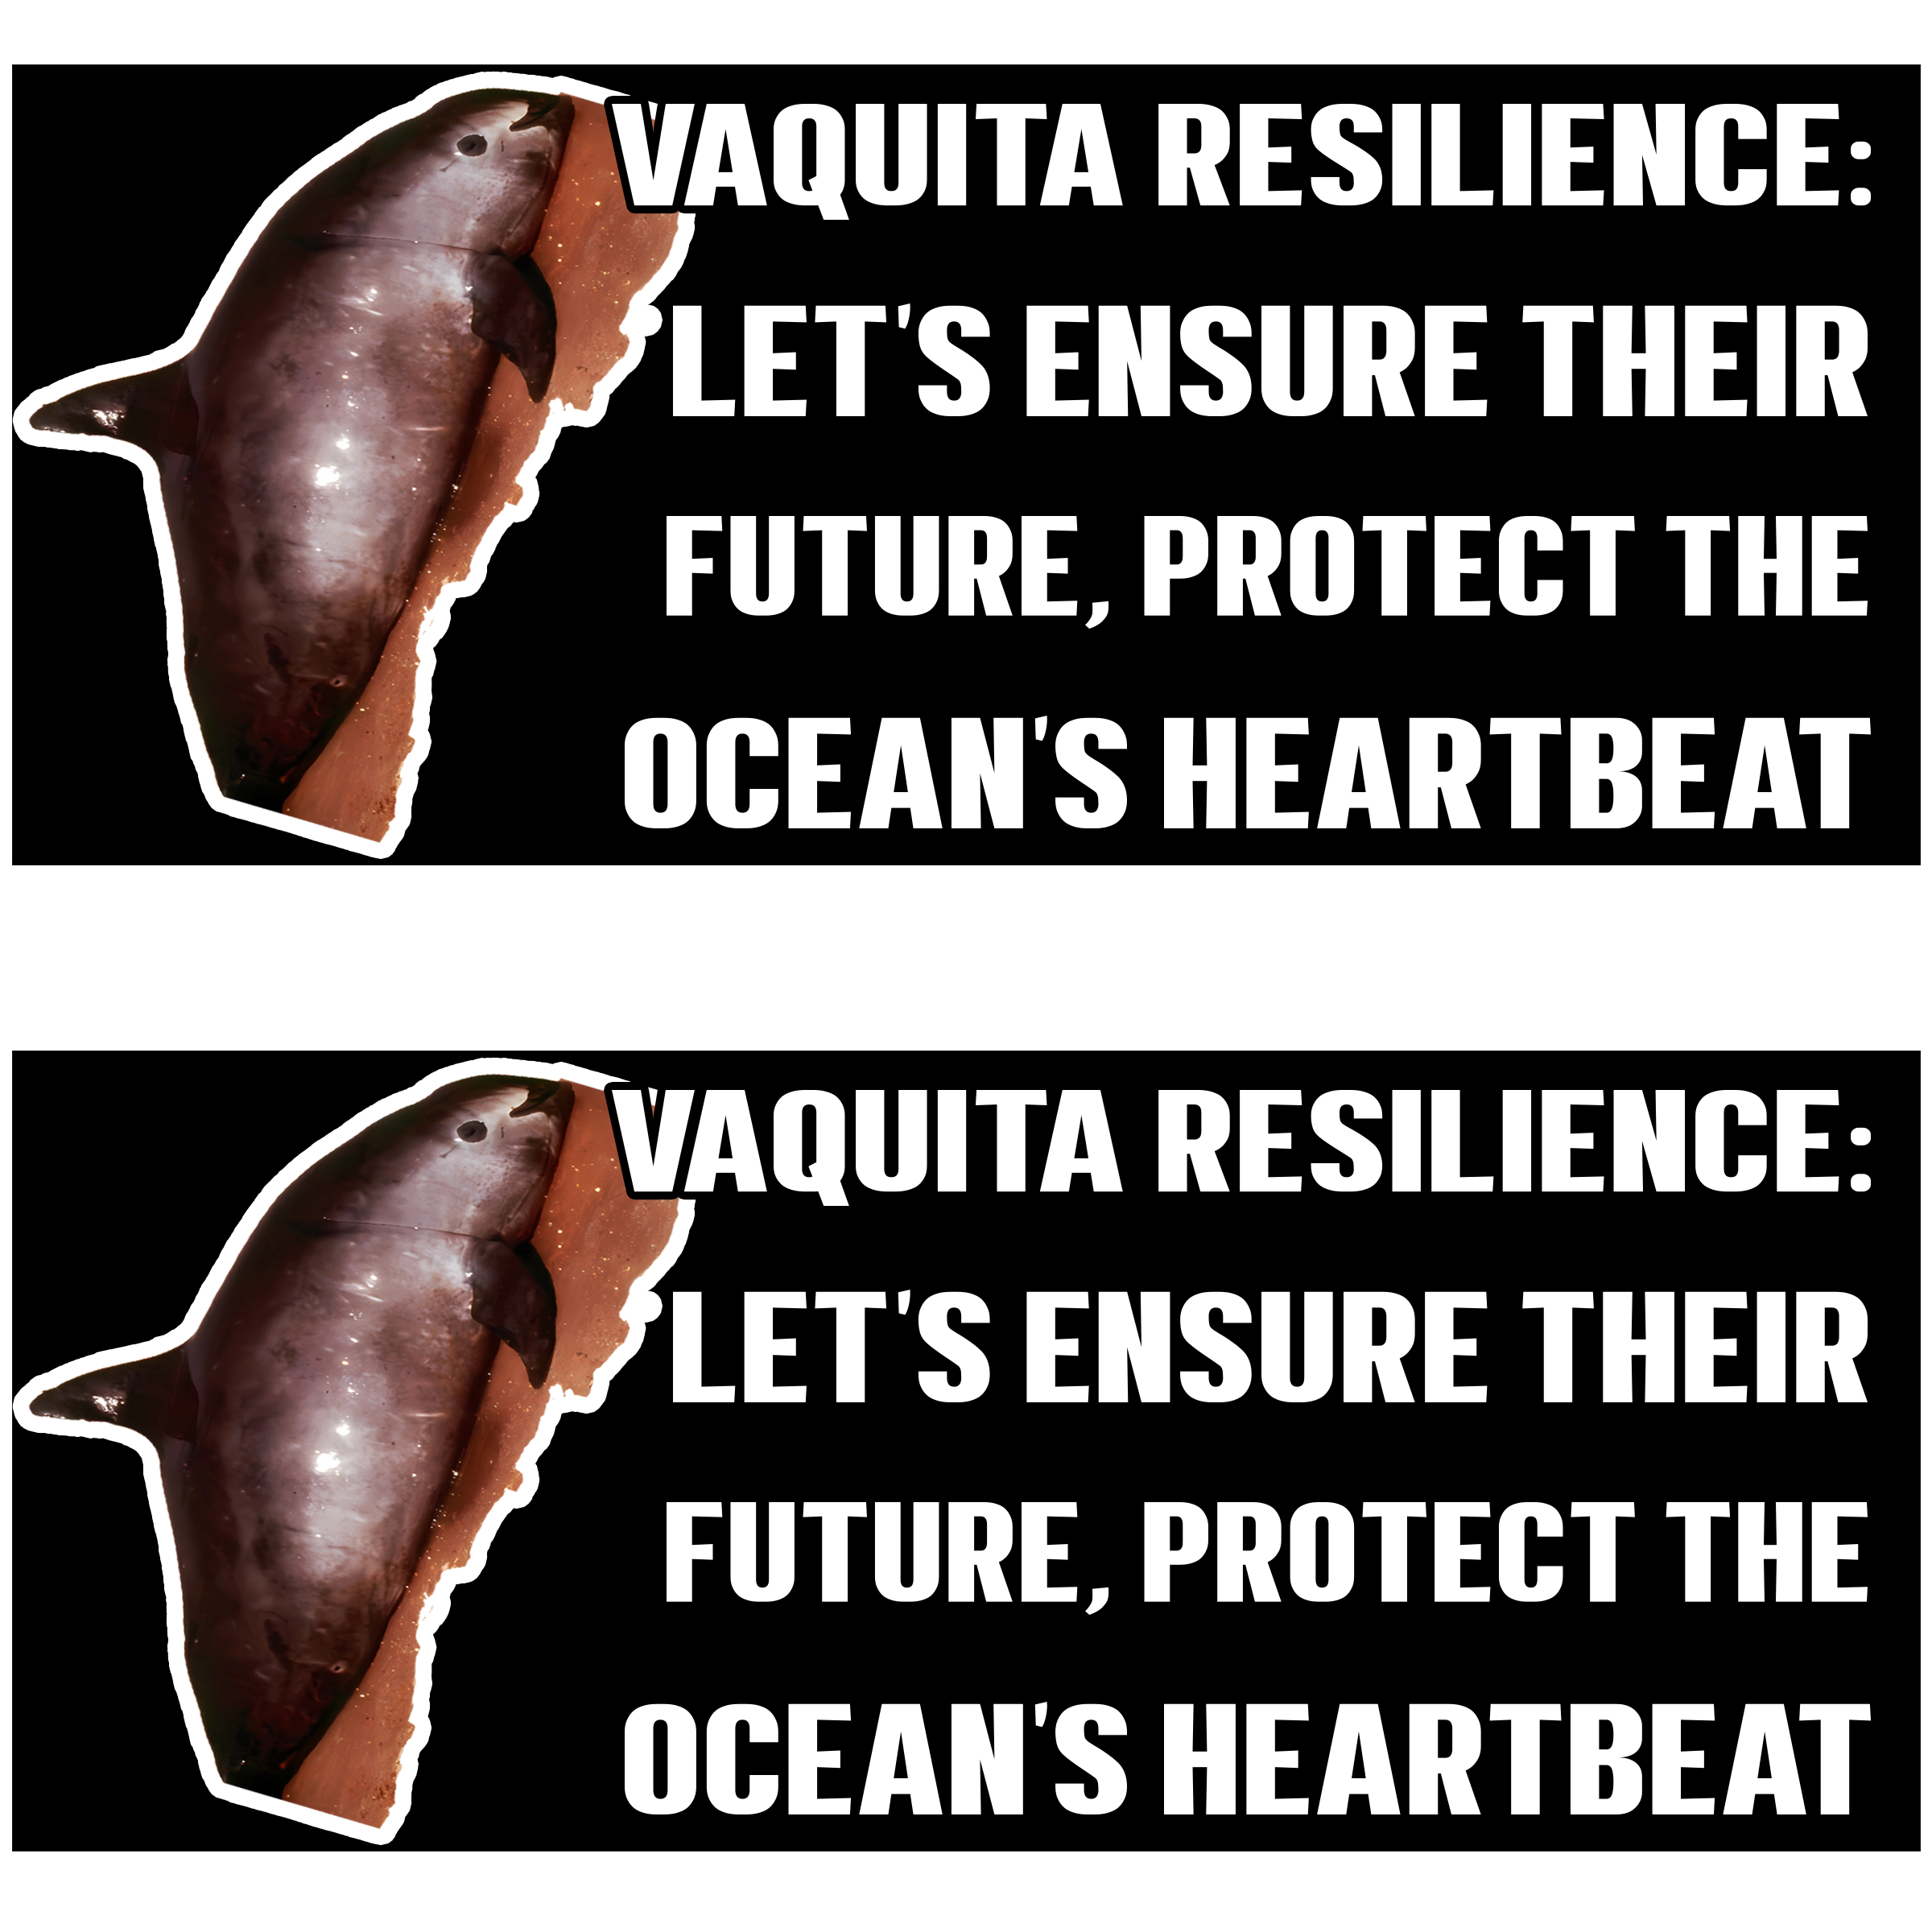 VAQUITA RESILIENCE:
LET'S ENSURE THEIR
FUTURE, PROTECT THE
OCEAN'S HEARTBEAT
VAQUITA RESILIENCE:
LET'S ENSURE THEIR
FUTURE, PROTECT THE
OCEAN'S HEARTBEAT